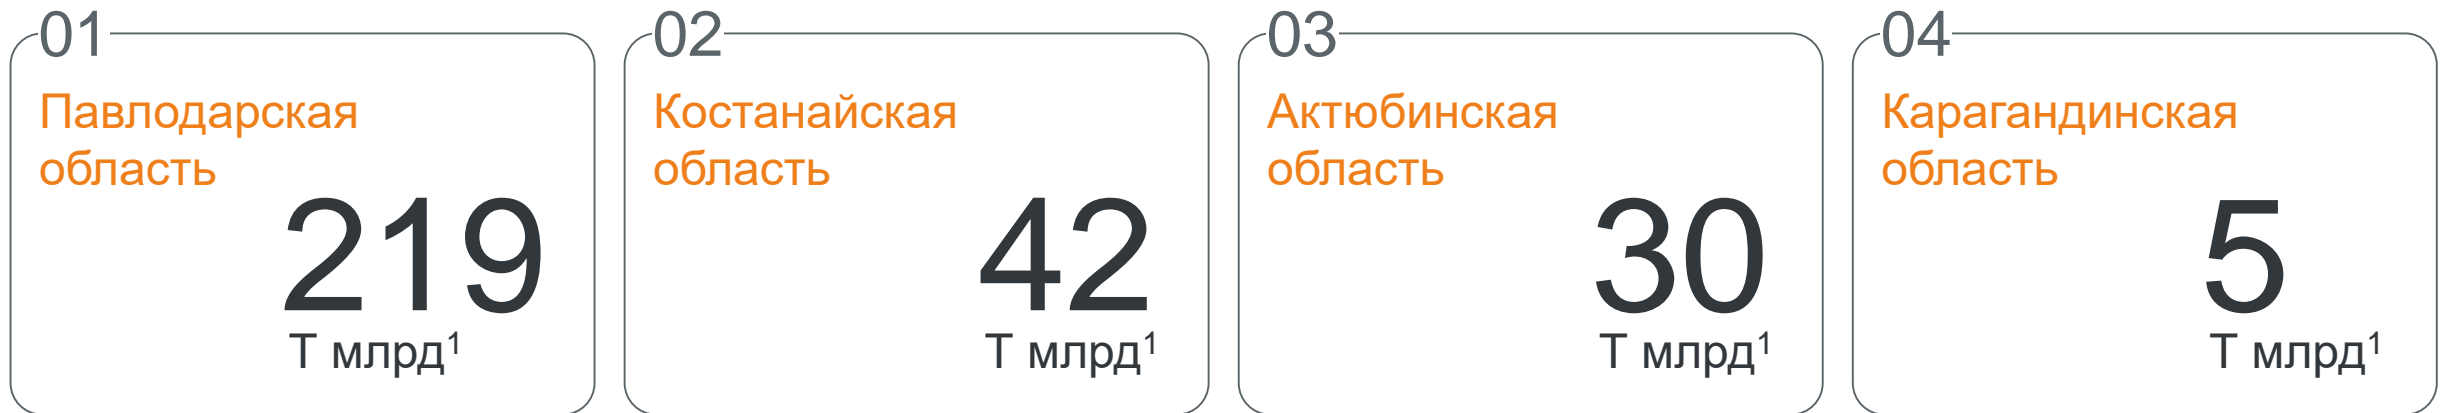 01
Павлодарская
область
219
Т млрд¹
02
Костанайская
область
42
Т млрд¹
03
Актюбинская
область
30
Т млрд¹
04
Карагандинская
область
5
Т млрд¹